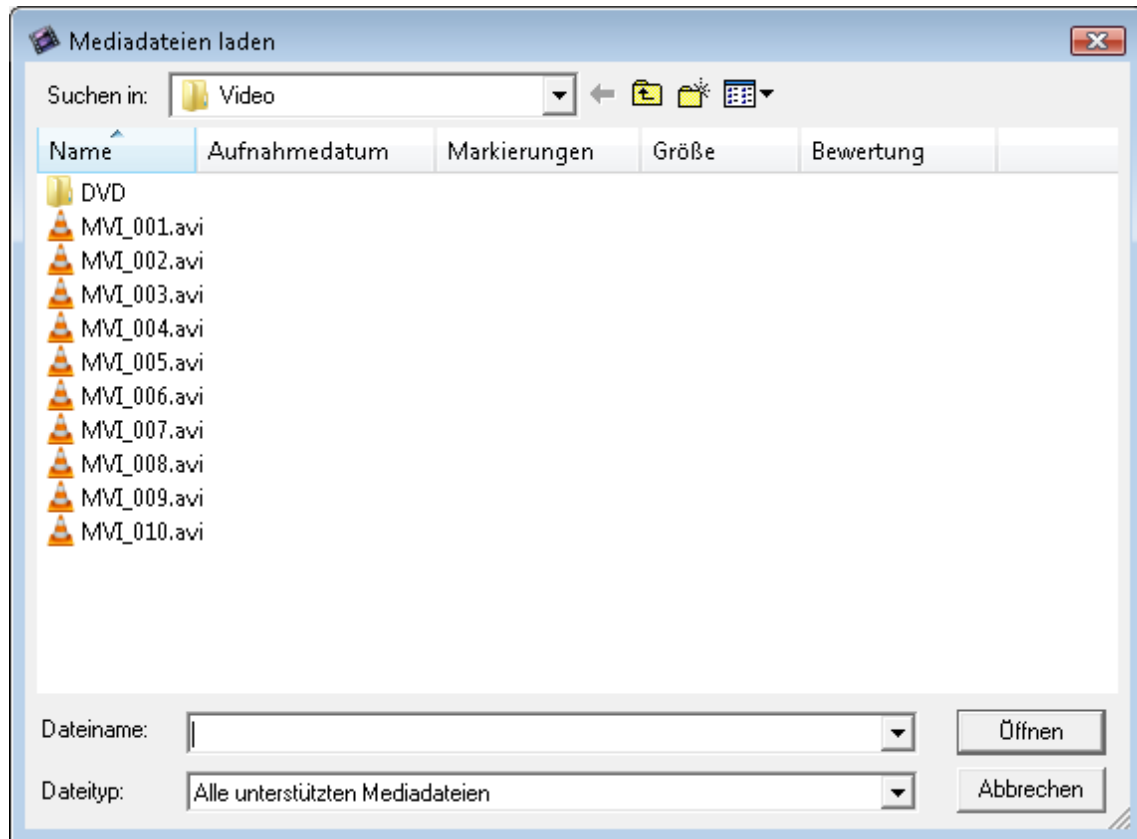 Mediadateien laden
Suchen in: Video
Name Aufnahmedatum Markierungen Größe Bewertung
DVD
MVI_001.avi
MVI_002.avi
MVI_003.avi
MVI_004.avi
MVI_005.avi
MVI_006.avi
MVI_007.avi
MVI_008.avi
MVI_009.avi
MVI_010.avi
Dateiname: Öffnen
Dateityp: Alle unterstützten Mediadateien Abbrechen